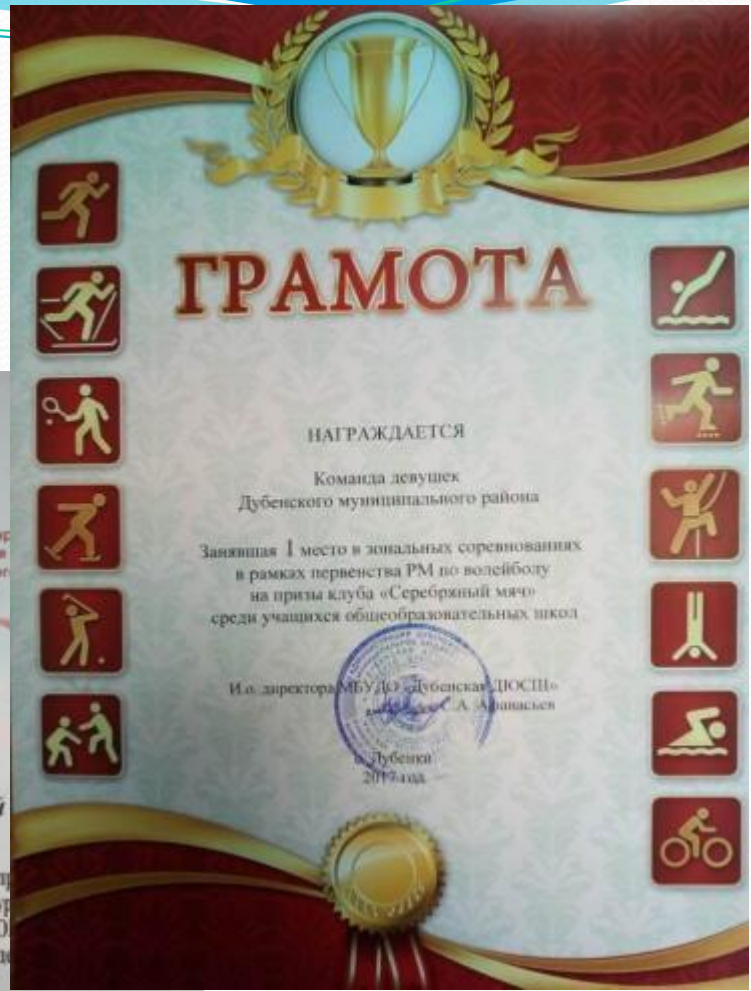 ГРАМОТА
НАГРАЖДАЕТСЯ
Команда девушек
Дубенского муниципального района
Занявшая 1 место в зональных соревнованиях
в рамках первенства РМ по волейболу
на призы клуба «Серебряный мяч»
среди учащихся общеобразовательных школ
И.о. директора МБУДО «Дубенская ДЮСШ»
С.А. Афанасьев
с. Дубенки
2017 год